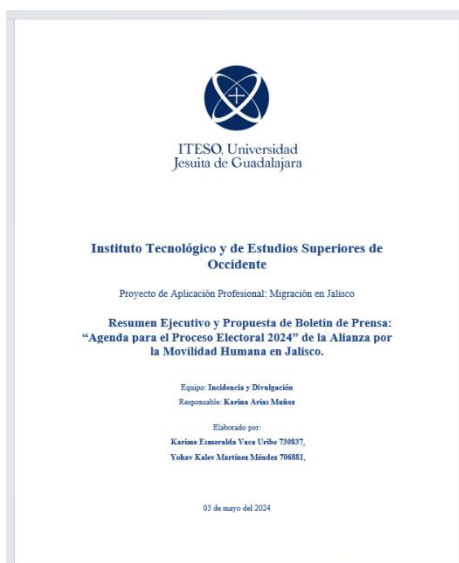 ITESO, Universidad
Jesuita de Guadalajara
Instituto Tecnológico y de Estudios Superiores de
Occidente
Proyecto de Aplicación Profesional: Migración en Jalisco
Resumen Ejecutivo y Propuesta de Boletín de Prensa:
“Agenda para el Proceso Electoral 2024” de la Alianza por
la Movilidad Humana en Jalisco.
Equipo: Incidencia y Divulgación
Responsable: Karina Arias Muñoz
Elaborado por:
Karime Esmeralda Vaca Uribe 730837,
Yohav Kalev Martínez Méndez 706881,
03 de mayo del 2024